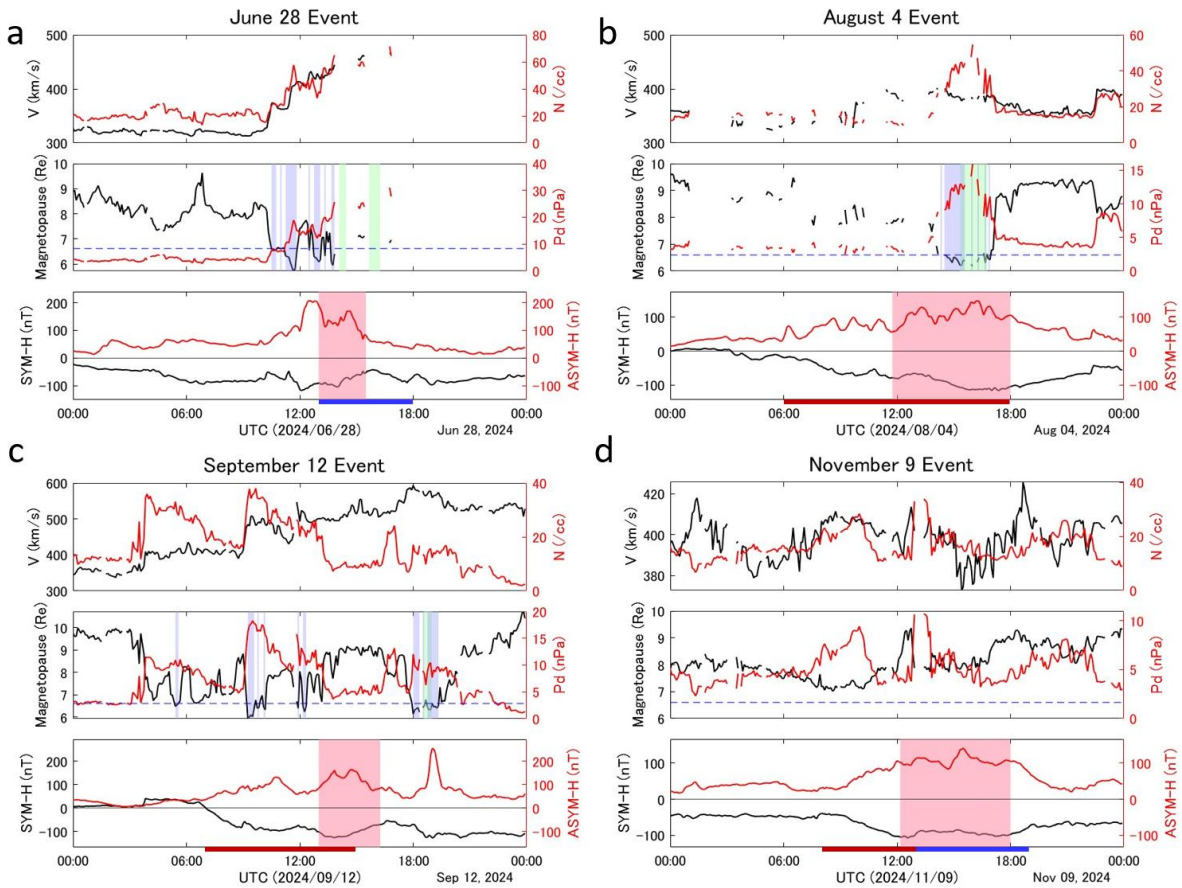 a
June 28 Event
500
400
300
V (km/s)
80
60
40
20
0
N (/cc)
10
9
8
7
6
Magnetopause (Re)
40
30
20
10
0
Pd (nPa)
200
100
0
-100
SYM-H (nT)
200
100
0
-100
ASYM-H (nT)
00:00 06:00 12:00 18:00 00:00
UTC (2024/06/28) Jun 28, 2024
b
August 4 Event
500
400
300
V (km/s)
60
40
20
0
N (/cc)
10
9
8
7
6
Magnetopause (Re)
15
10
5
0
Pd (nPa)
100
0
-100
SYM-H (nT)
100
0
-100
ASYM-H (nT)
00:00 06:00 12:00 18:00 00:00
UTC (2024/08/04) Aug 04, 2024
c
September 12 Event
600
500
400
300
V (km/s)
40
20
0
N (/cc)
10
9
8
7
6
Magnetopause (Re)
20
15
10
5
0
Pd (nPa)
200
100
0
-100
SYM-H (nT)
200
100
0
-100
ASYM-H (nT)
00:00 06:00 12:00 18:00 00:00
UTC (2024/09/12) Sep 12, 2024
d
November 9 Event
420
400
380
V (km/s)
40
20
0
N (/cc)
10
9
8
7
6
Magnetopause (Re)
10
5
0
Pd (nPa)
100
0
-100
SYM-H (nT)
100
50
0
-50
-100
ASYM-H (nT)
00:00 06:00 12:00 18:00 00:00
UTC (2024/11/09) Nov 09, 2024